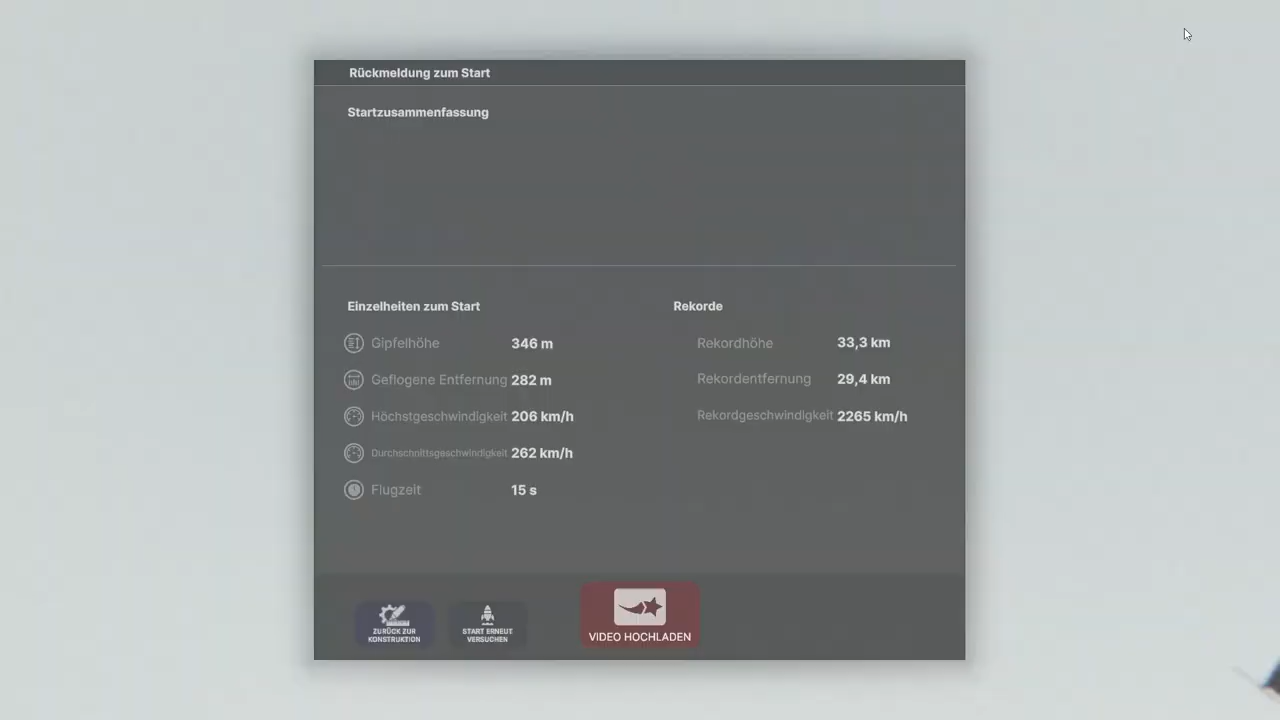 Rückmeldung zum Start
Startzusammenfassung
Einzelheiten zum Start
Gipfelhöhe 346 m
Geflogene Entfernung 282 m
Höchstgeschwindigkeit 206 km/h
Durchschnittsgeschwindigkeit 262 km/h
Flugzeit 15 s
Rekorde
Rekordhöhe 33,3 km
Rekordentfernung 29,4 km
Rekordgeschwindigkeit 2265 km/h
ZURÜCK ZUR
KONSTRUKTION
START ERNEUT
VERSUCHEN
VIDEO HOCHLADEN